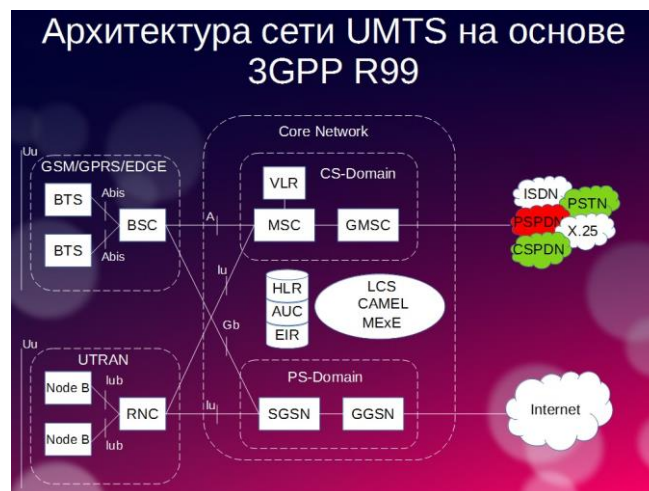 Архитектура сети UMTS на основе
3GPP R99
Core Network
Uu
GSM/GPRS/EDGE
BTS
Abis
BSC
BTS
Abis
A
CS-Domain
VLR
MSC
GMSC
ISDN
PSTN
PSPDN
X.25
CSPDN
Iu
HLR
AUC
EIR
LCS
CAMEL
MExE
Gb
Uu
UTRAN
Node B
Iub
RNC
Node B
Iub
Iu
PS-Domain
SGSN
GGSN
Internet